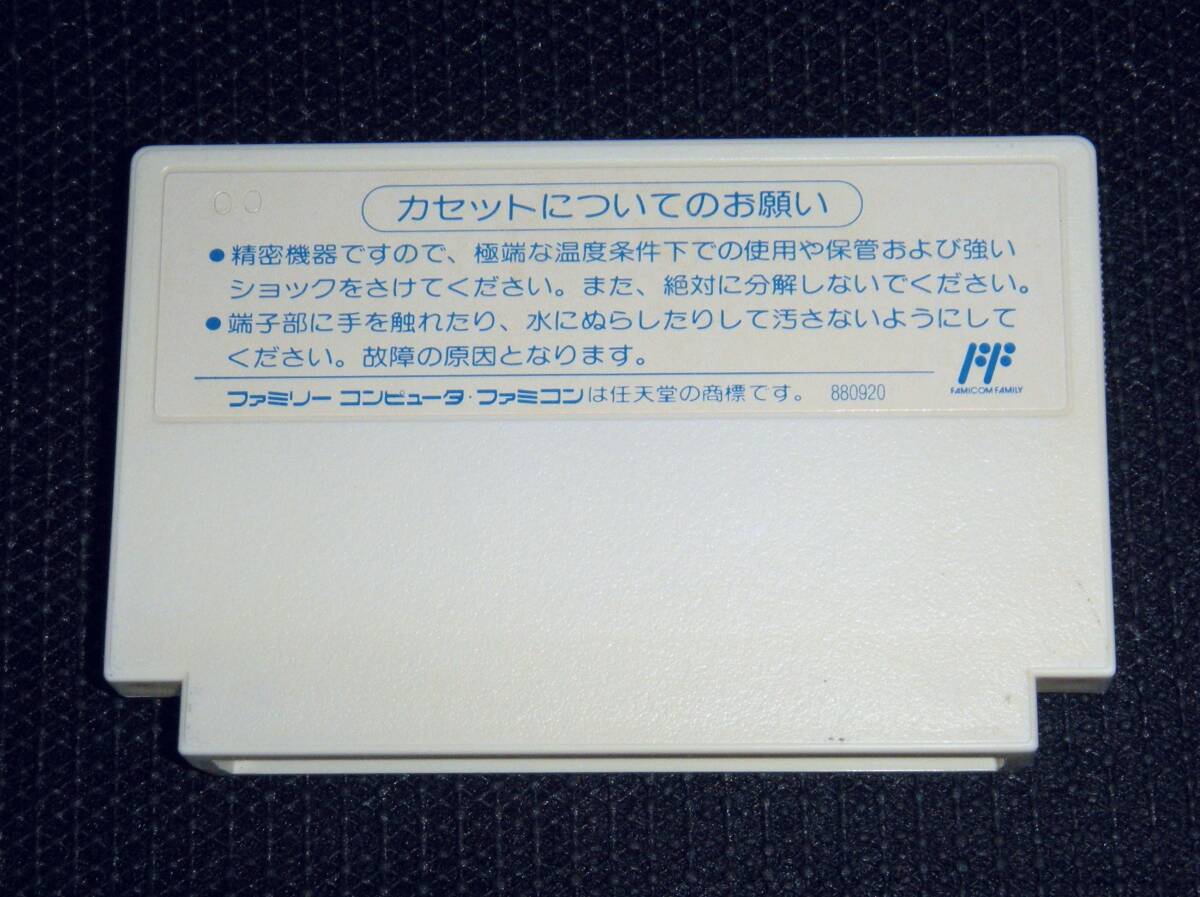 00
カセットについてのお願い
●精密機器ですので、極端な温度条件下での使用や保管および強い
ショックをさけてください。また、絶対に分解しないでください。
●端子部に手を触れたり、水にぬらしたりして汚さないようにして
ください。故障の原因となります。
FF
FAMICOM FAMILY
ファミリー コンピュータ・ファミコンは任天堂の商標です。 880920